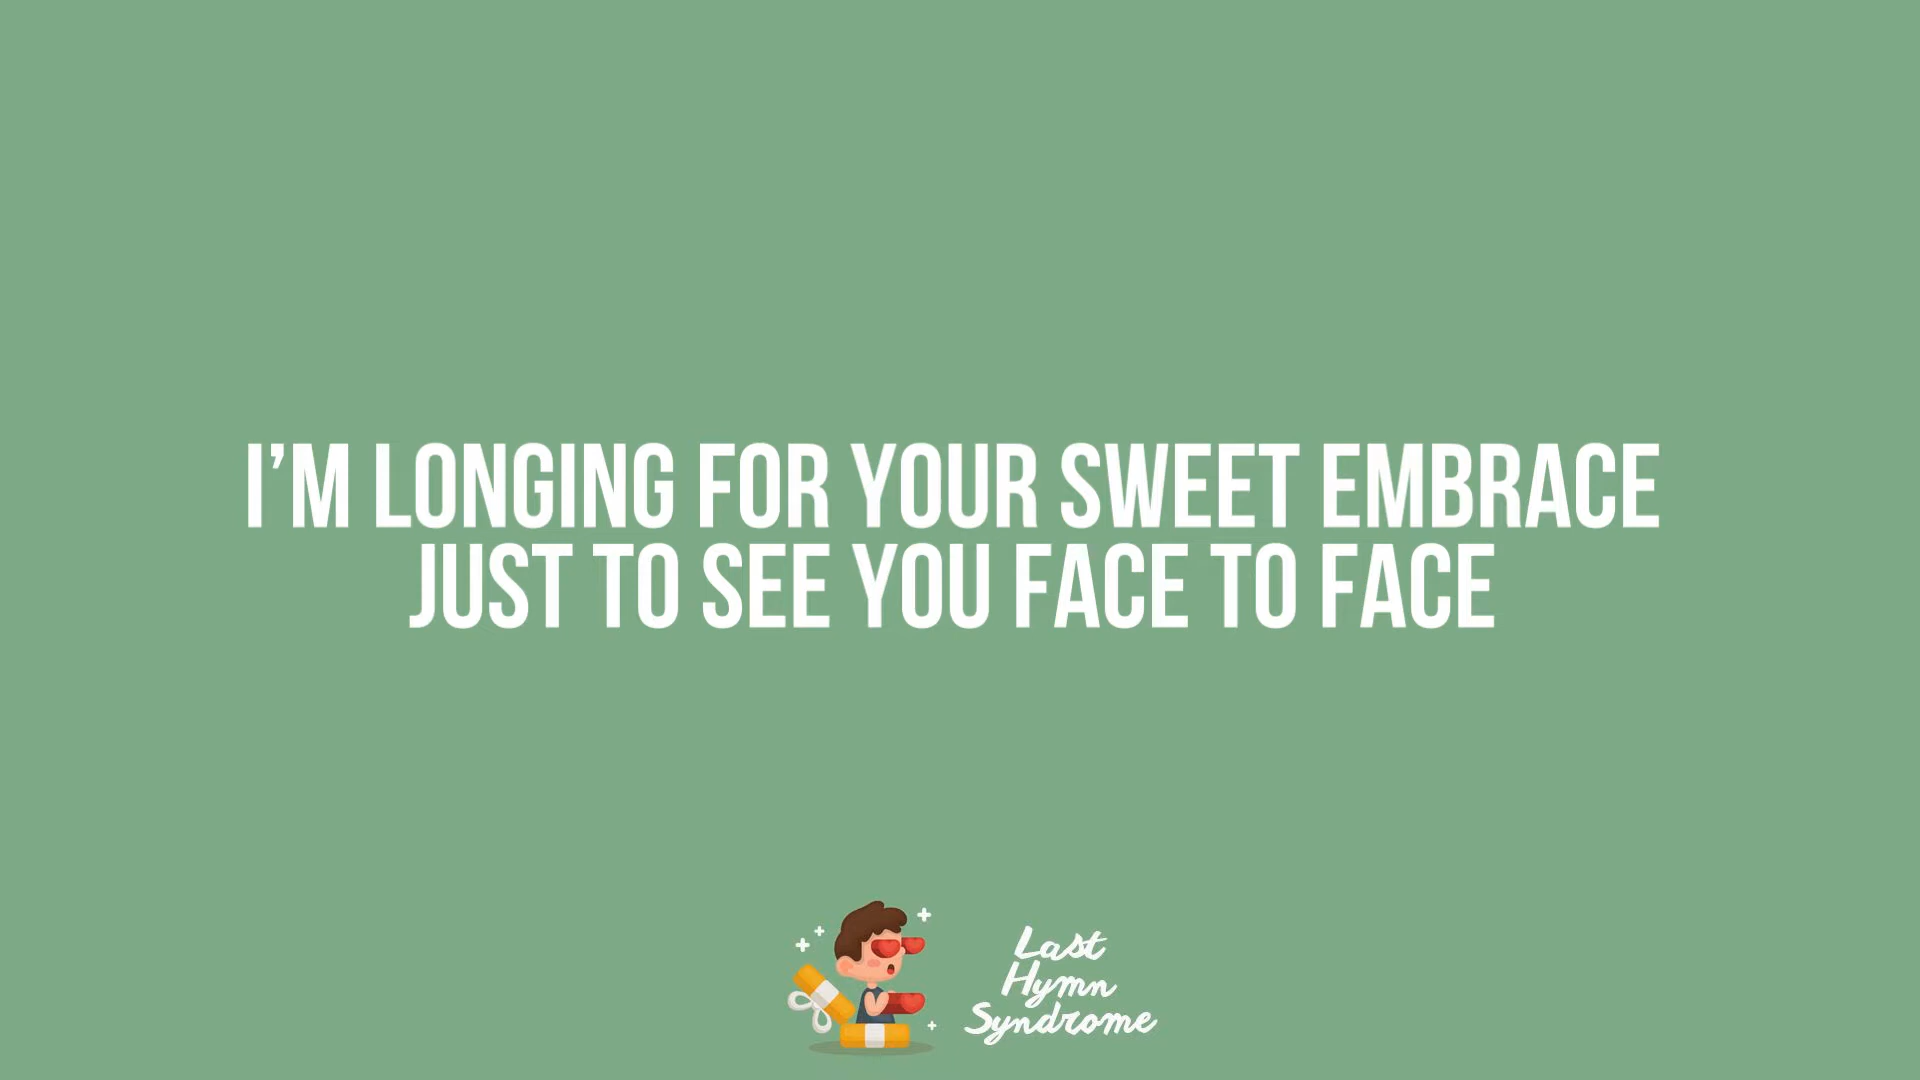 I'M LONGING FOR YOUR SWEET EMBRACE
JUST TO SEE YOU FACE TO FACE
Last
Hymn
Syndrome